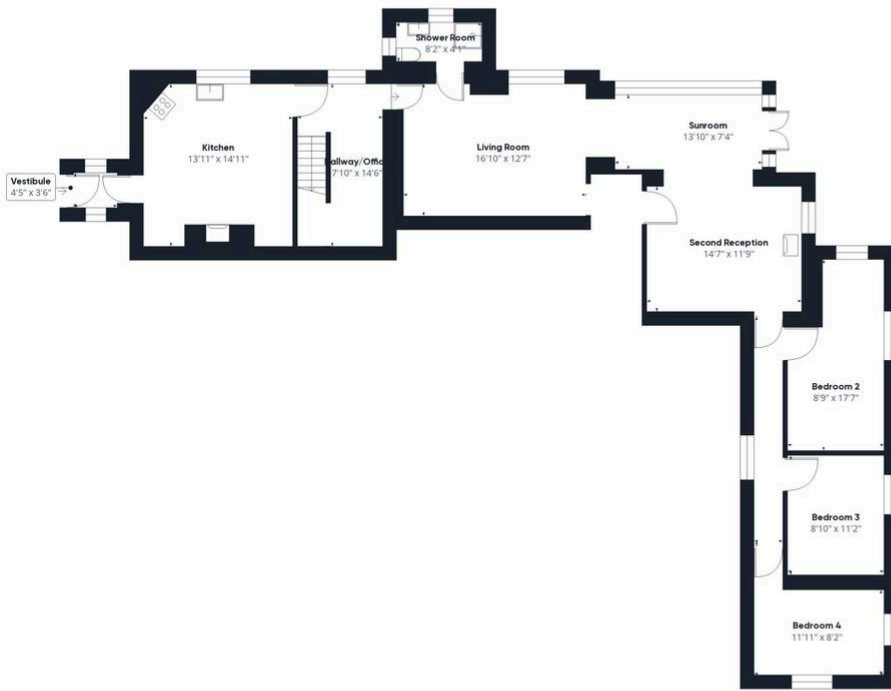 Shower Room
8'2" x 4'1"
Kitchen
13'11" x 14'11"
Hallway/Office
7'10" x 14'6"
Living Room
16'10" x 12'7"
Sunroom
13'10" x 7'4"
Vestibule
4'5" x 3'6"
Second Reception
14'7" x 11'9"
Bedroom 2
8'9" x 17'7"
Bedroom 3
8'10" x 11'2"
Bedroom 4
11'11" x 8'2"